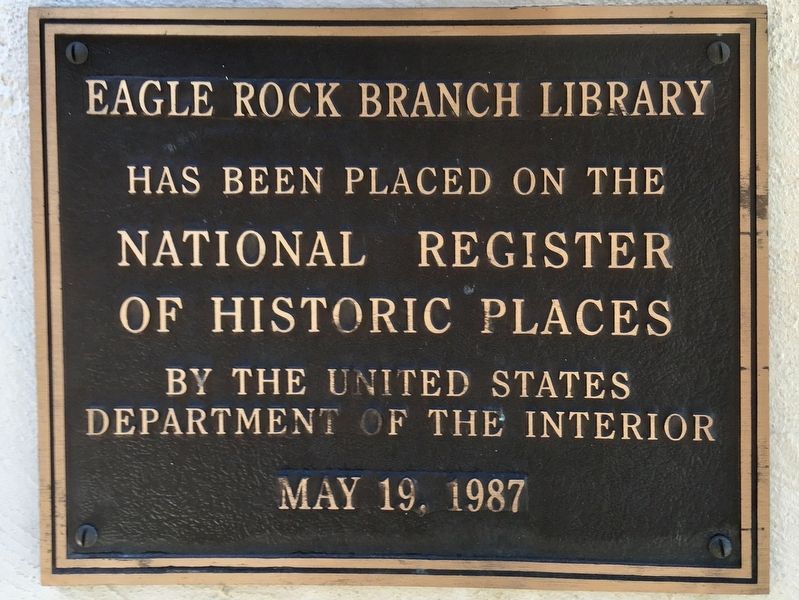 EAGLE ROCK BRANCH LIBRARY
HAS BEEN PLACED ON THE
NATIONAL REGISTER
OF HISTORIC PLACES
BY THE UNITED STATES
DEPARTMENT OF THE INTERIOR
MAY 19, 1987